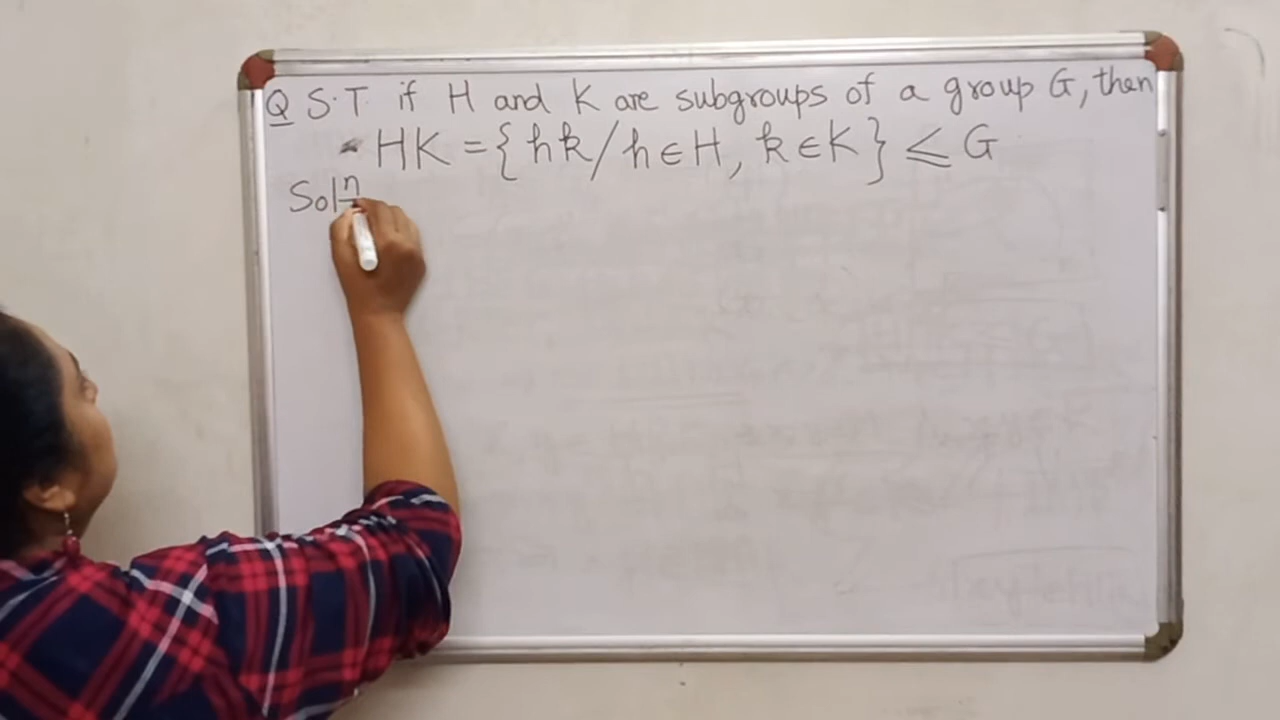 Q S.T. if H and K are subgroups of a group G, then
HK = {hk/h∈H, k∈K} ≤ G
Solⁿ